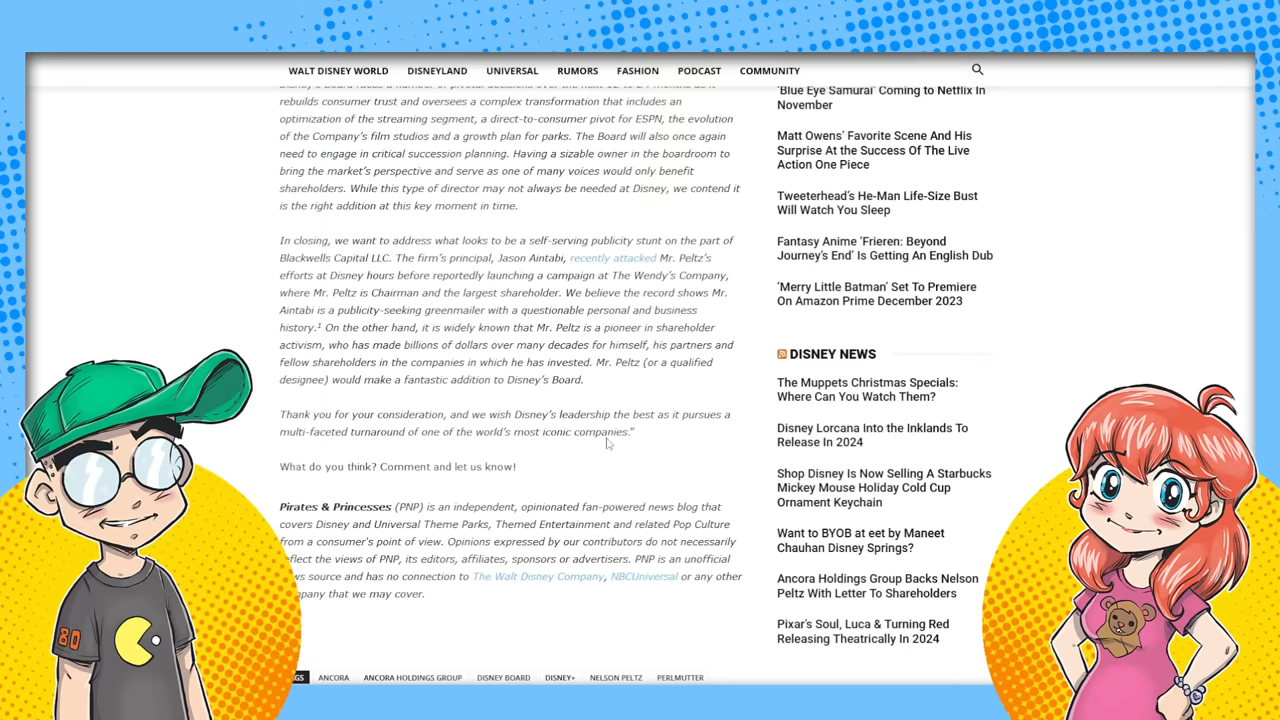 WALT DISNEY WORLD DISNEYLAND UNIVERSAL RUMORS FASHION PODCAST COMMUNITY
rebuilds consumer trust and oversees a complex transformation that includes an
optimization of the streaming segment, a direct-to-consumer pivot for ESPN, the evolution
of the Company's film studios and a growth plan for parks. The Board will also once again
need to engage in critical succession planning. Having a sizable owner in the boardroom to
bring the market's perspective and serve as one of many voices would only benefit
shareholders. While this type of director may not always be needed at Disney, we contend it
is the right addition at this key moment in time.
In closing, we want to address what looks to be a self-serving publicity stunt on the part of
Blackwells Capital LLC. The firm's principal, Jason Aintabi, recently attacked Mr. Peltz's
efforts at Disney hours before reportedly launching a campaign at The Wendy's Company,
where Mr. Peltz is Chairman and the largest shareholder. We believe the record shows Mr.
Aintabi is a publicity-seeking greenmailer with a questionable personal and business
history.¹ On the other hand, it is widely known that Mr. Peltz is a pioneer in shareholder
activism, who has made billions of dollars over many decades for himself, his partners and
fellow shareholders in the companies in which he has invested. Mr. Peltz (or a qualified
designee) would make a fantastic addition to Disney's Board.
Thank you for your consideration, and we wish Disney's leadership the best as it pursues a
multi-faceted turnaround of one of the world's most iconic companies."
What do you think? Comment and let us know!
Pirates & Princesses (PNP) is an independent, opinionated fan-powered news blog that
covers Disney and Universal Theme Parks, Themed Entertainment and related Pop Culture
from a consumer's point of view. Opinions expressed by our contributors do not necessarily
reflect the views of PNP, its editors, affiliates, sponsors or advertisers. PNP is an unofficial
news source and has no connection to The Walt Disney Company, NBCUniversal or any other
company that we may cover.
ANCORA ANCORA HOLDINGS GROUP DISNEY BOARD DISNEY+ NELSON PELTZ PERLMUTTER
'Blue Eye Samurai' Coming to Netflix In
November
Matt Owens' Favorite Scene And His
Surprise At the Success Of The Live
Action One Piece
Tweeterhead's He-Man Life-Size Bust
Will Watch You Sleep
Fantasy Anime 'Frieren: Beyond
Journey's End' Is Getting An English Dub
'Merry Little Batman' Set To Premiere
On Amazon Prime December 2023
DISNEY NEWS
The Muppets Christmas Specials:
Where Can You Watch Them?
Disney Lorcana Into the Inklands To
Release In 2024
Shop Disney Is Now Selling A Starbucks
Mickey Mouse Holiday Cold Cup
Ornament Keychain
Want to BYOB at eet by Maneet
Chauhan Disney Springs?
Ancora Holdings Group Backs Nelson
Peltz With Letter To Shareholders
Pixar's Soul, Luca & Turning Red
Releasing Theatrically In 2024
80